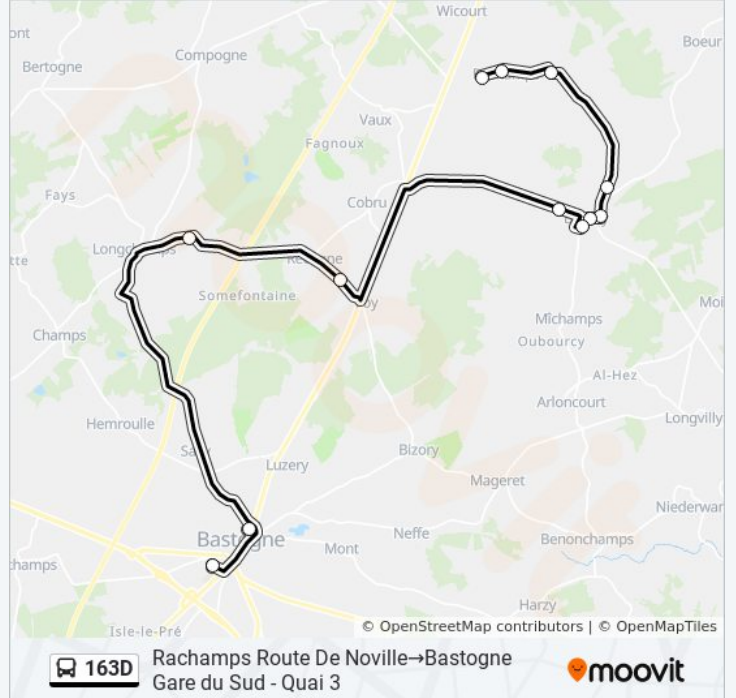 Wicourt
ont
Compogne
Boeur
Bertogne
Vaux
Fagnoux
Fays
Cobru
Longchamps
tte
oy
Somefontaine
Moi
Michamps
Champs
Oubourcy
Al-Hez
Arloncourt
Hemroulle
Longvilly
Sa
Bizory
Luzery
Mageret
Niederwar
Bastogne
Neffe
Mont
Benonchamps
champs
Harzy
Isle-le-Pré
© OpenStreetMap contributors | © OpenMapTiles
163D
Rachamps Route De Noville→Bastogne
Gare du Sud - Quai 3
moovit